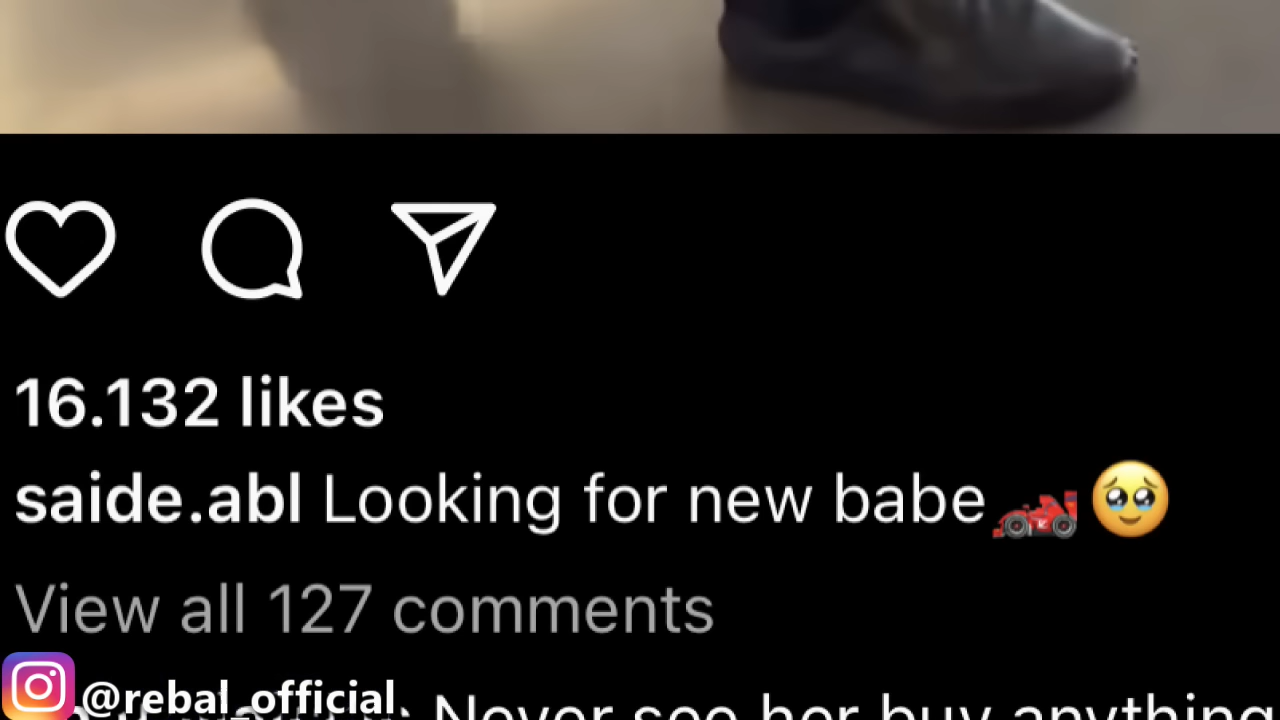 16.132 likes
saide.abl Looking for new babe🏎️🥹
View all 127 comments
@rebal_official
Never see her buy anything